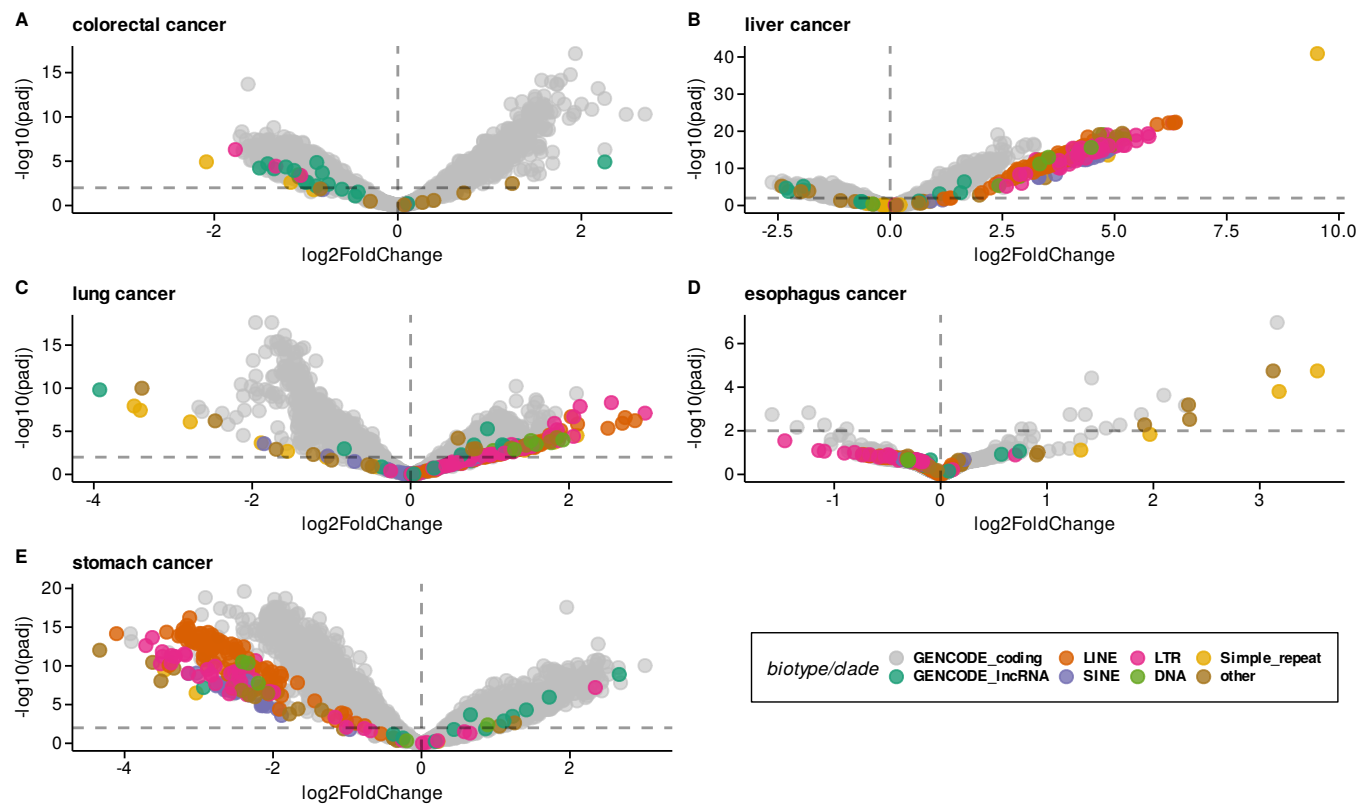 A
colorectal cancer
-log10(padj)
15
10
5
0
-2
0
2
log2FoldChange
B
liver cancer
-log10(padj)
40
30
20
10
0
-2.5
0.0
2.5
5.0
7.5
10.0
log2FoldChange
C
lung cancer
-log10(padj)
15
10
5
0
-4
-2
0
2
log2FoldChange
D
esophagus cancer
-log10(padj)
6
4
2
0
-1
0
1
2
3
log2FoldChange
E
stomach cancer
-log10(padj)
20
15
10
5
0
-4
-2
0
2
log2FoldChange
biotype/clade
GENCODE_coding LINE LTR Simple_repeat
GENCODE_lncRNA SINE DNA other